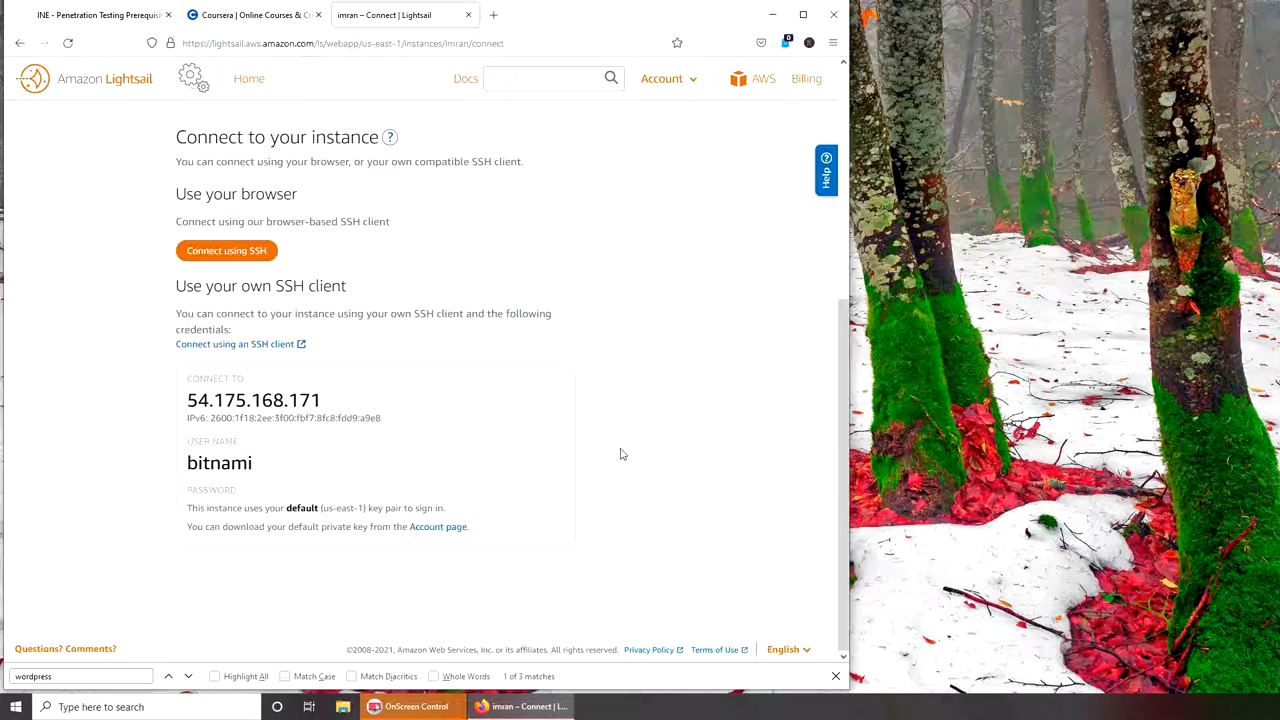 INE - Penetration Testing Prerequisi
Coursera | Online Courses & Cr
imran – Connect | Lightsail
https://lightsail.aws.amazon.com/ls/webapp/us-east-1/instances/imran/connect
0
Amazon Lightsail
Home
Docs
Account
AWS
Billing
Connect to your instance ?
You can connect using your browser, or your own compatible SSH client.
Help ?
Use your browser
Connect using our browser-based SSH client
Connect using SSH
Use your own SSH client
You can connect to your instance using your own SSH client and the following
credentials:
Connect using an SSH client
CONNECT TO
54.175.168.171
IPv6: 2600:1f18:2ee:3f00:fbf7:8fc8:fdd9:a9e8
USER NAME
bitnami
PASSWORD
This instance uses your default (us-east-1) key pair to sign in.
You can download your default private key from the Account page.
Questions? Comments?
©2008-2021, Amazon Web Services, Inc. or its affiliates. All rights reserved.
Privacy Policy
Terms of Use
English
wordpress
Highlight All
Match Case
Match Diacritics
Whole Words
1 of 3 matches
Type here to search
OnScreen Control
imran – Connect | L...